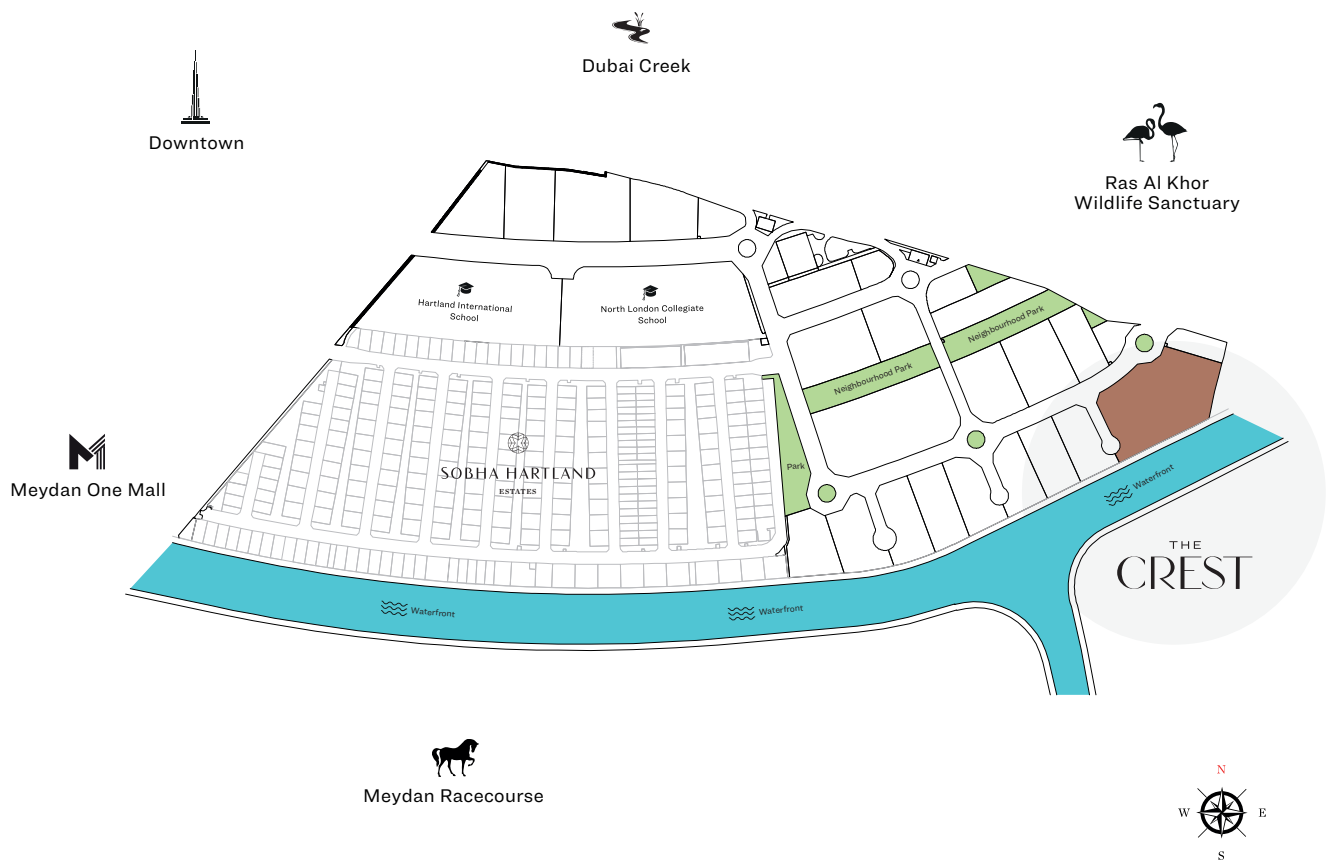 Dubai Creek
Downtown
Ras Al Khor
Wildlife Sanctuary
Hartland International
School
North London Collegiate
School
Neighbourhood Park
Neighbourhood Park
Meydan One Mall
SOBHA HARTLAND
ESTATES
Park
Waterfront
THE
CREST
Waterfront
Waterfront
Meydan Racecourse
N
W
E
S